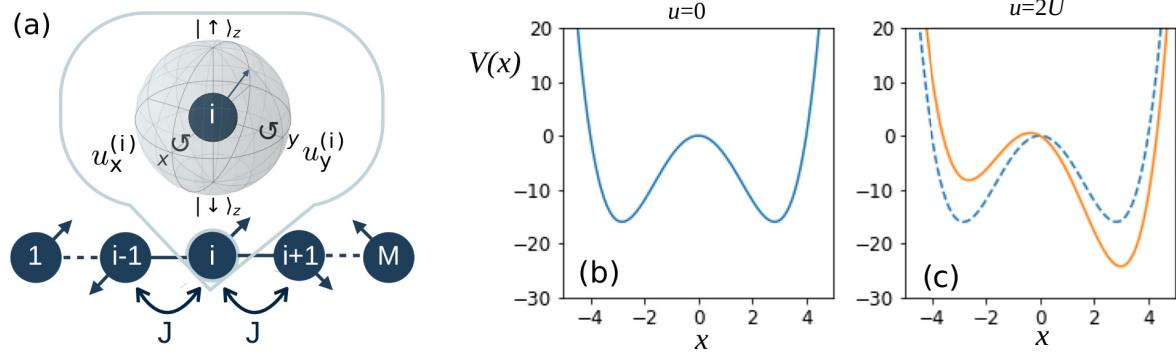 (a)
| ↑ ⟩z
i
u_x^(i)
x
y
u_y^(i)
| ↓ ⟩z
1
i-1
i
i+1
M
J
J
u=0
V(x)
20
10
0
−10
−20
−30
(b)
−4
−2
0
2
4
x
u=2U
20
10
0
−10
−20
−30
(c)
−4
−2
0
2
4
x